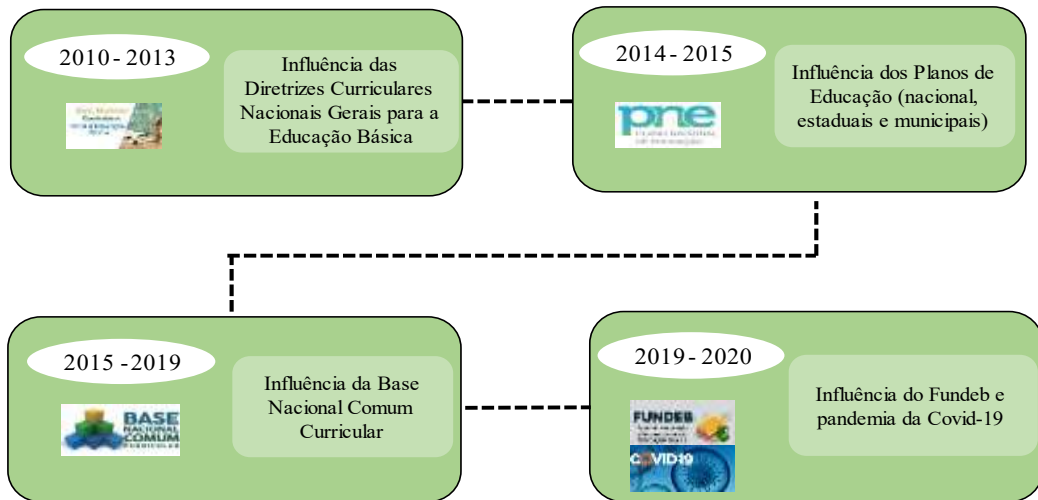 2010 - 2013
Influência das
Diretrizes Curriculares
Nacionais Gerais para a
Educação Básica
2014 - 2015
pne
Influência dos Planos de
Educação (nacional,
estaduais e municipais)
2015 -2019
BASE
NACIONAL
COMUM
CURRICULAR
Influência da Base
Nacional Comum
Curricular
2019 - 2020
FUNDEB
COVID19
Influência do Fundeb e
pandemia da Covid-19